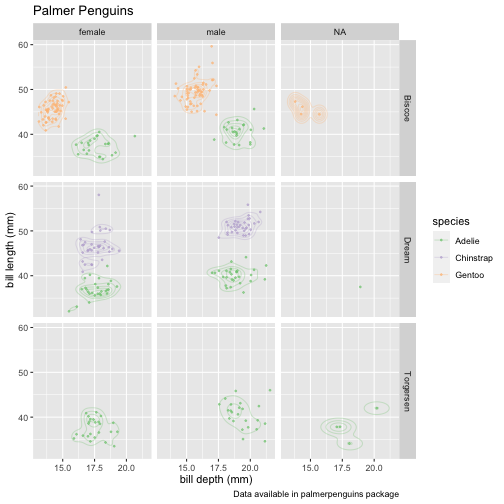 Palmer Penguins
female male NA
60
50
40
Biscoe
60
50
40
Dream
60
50
40
Torgersen
15.0 17.5 20.0 15.0 17.5 20.0 15.0 17.5 20.0
bill depth (mm)
bill length (mm)
species
Adelie
Chinstrap
Gentoo
Data available in palmerpenguins package